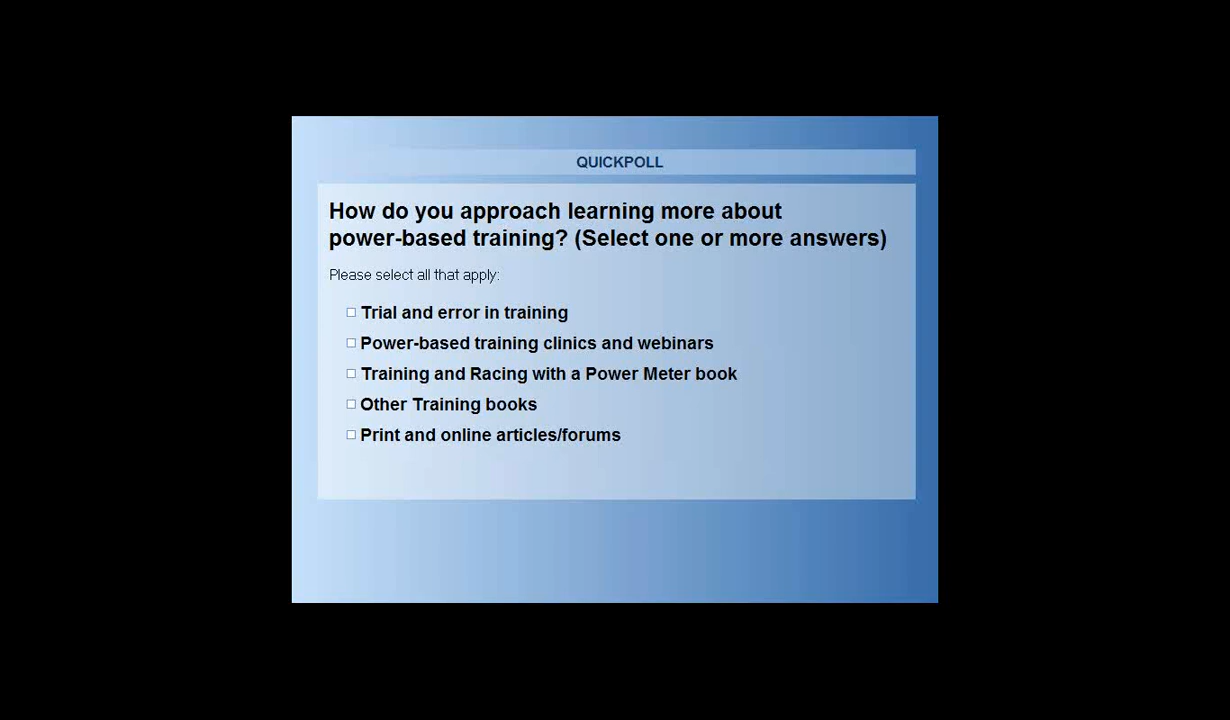 QUICKPOLL
How do you approach learning more about
power-based training? (Select one or more answers)
Please select all that apply:
Trial and error in training
Power-based training clinics and webinars
Training and Racing with a Power Meter book
Other Training books
Print and online articles/forums